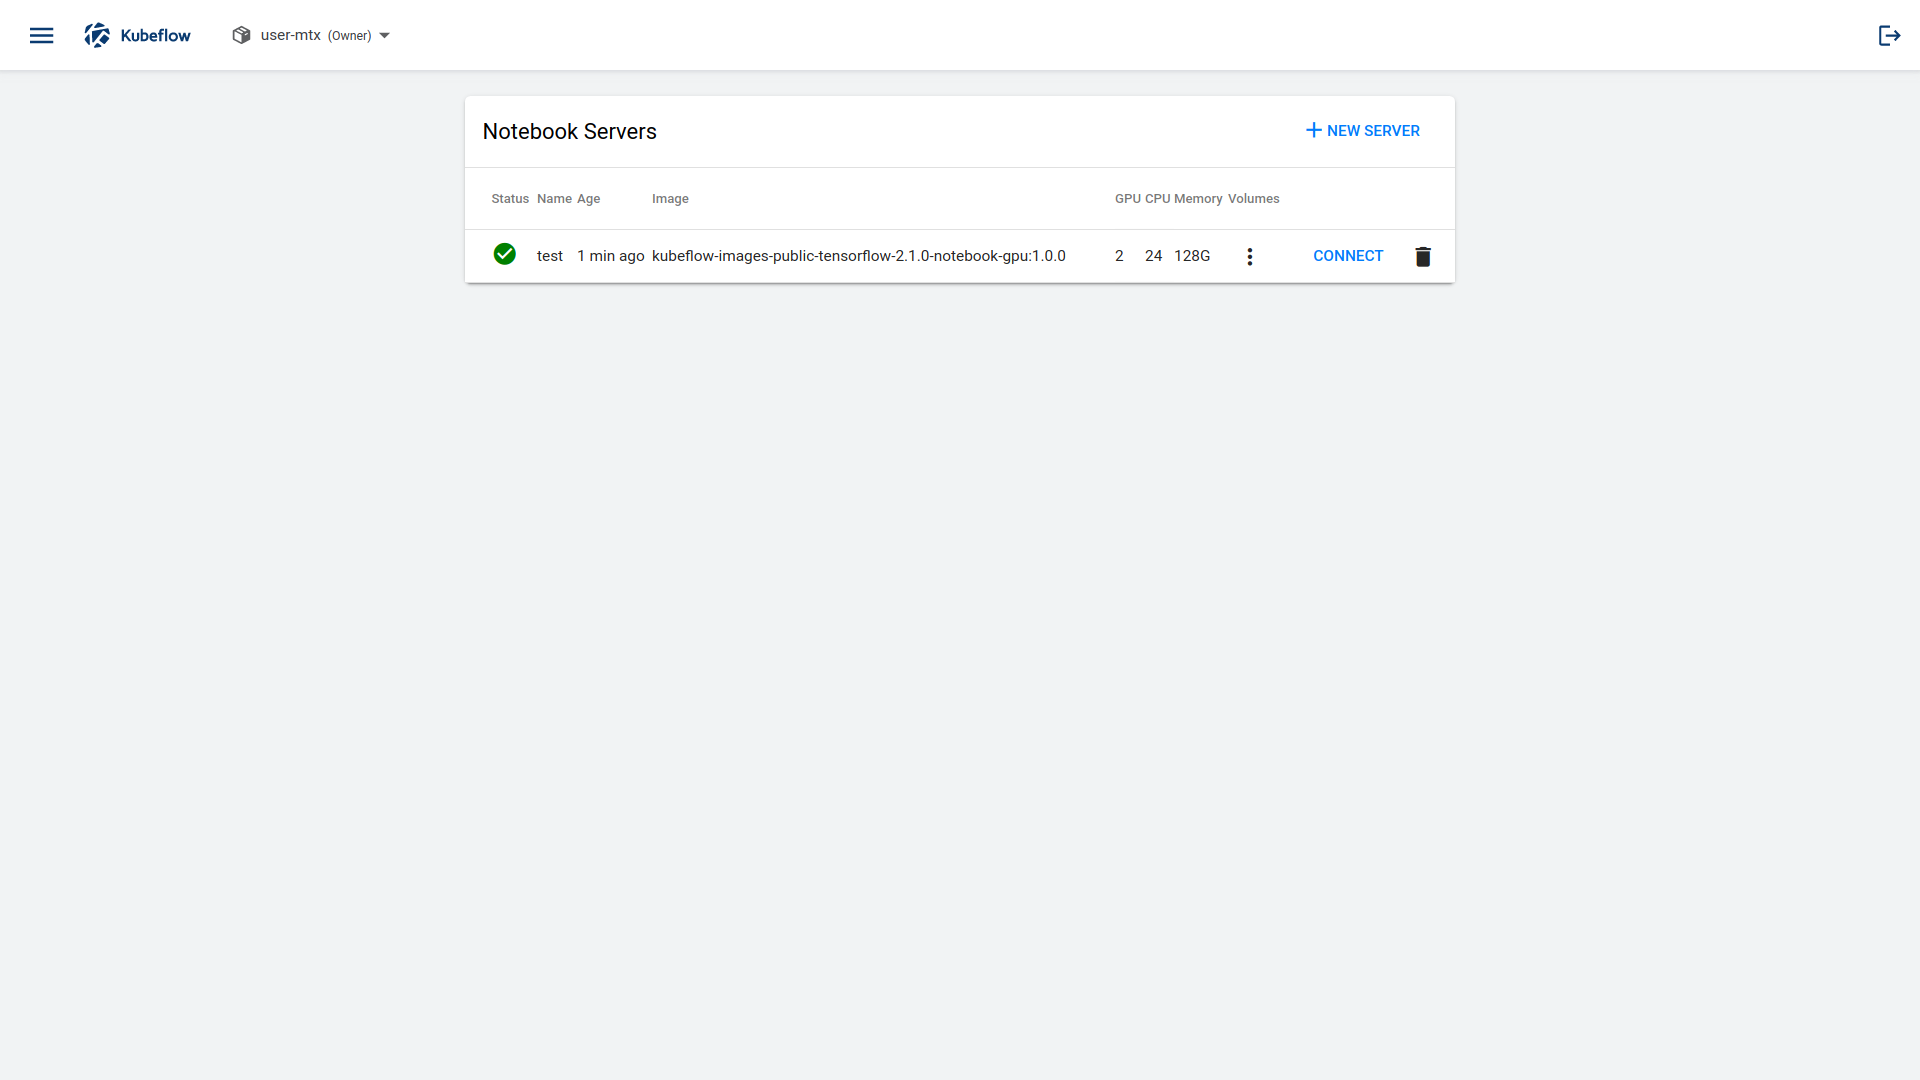 Kubeflow user-mtx (Owner)
Notebook Servers
NEW SERVER
Status Name Age Image GPU CPU Memory Volumes
test 1 min ago kubeflow-images-public-tensorflow-2.1.0-notebook-gpu:1.0.0 2 24 128G CONNECT